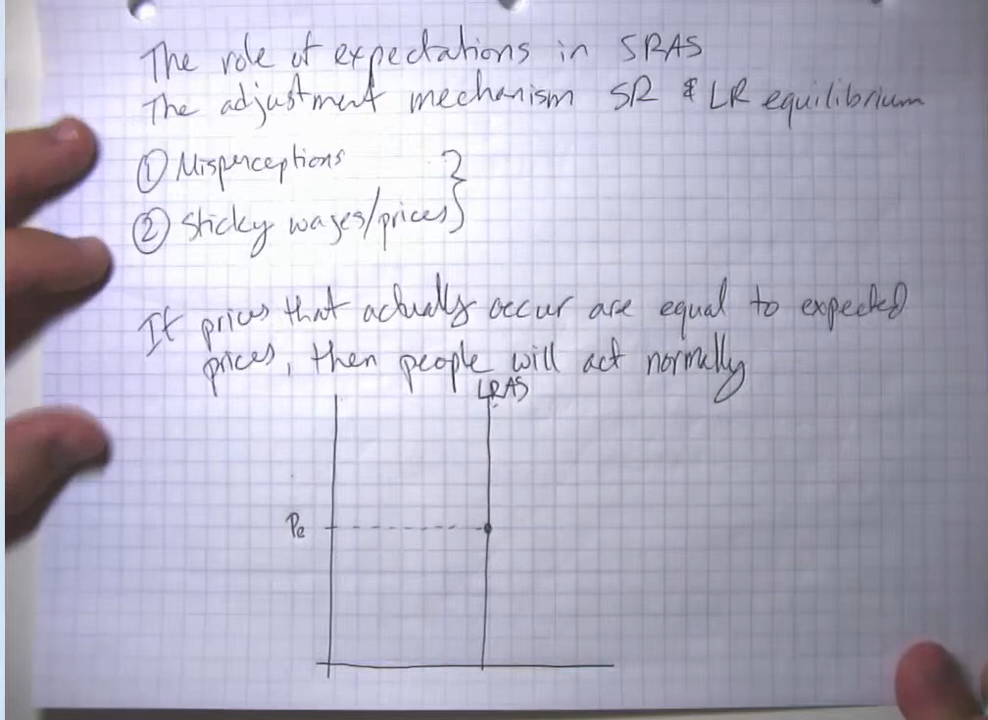 The role of expectations in SRAS
The adjustment mechanism SR & LR equilibrium
① Misperceptions
② Sticky wages/prices
If prices that actually occur are equal to expected
prices, then people will act normally
LRAS
Pe